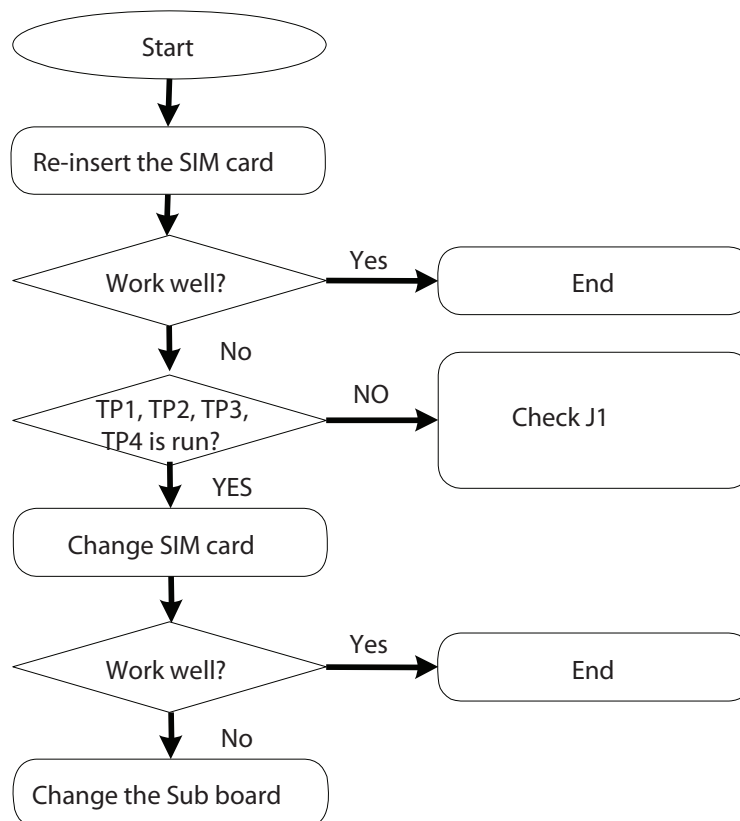 Start
Re-insert the SIM card
Work well?
Yes
End
No
TP1, TP2, TP3,
TP4 is run?
NO
Check J1
YES
Change SIM card
Work well?
Yes
End
No
Change the Sub board